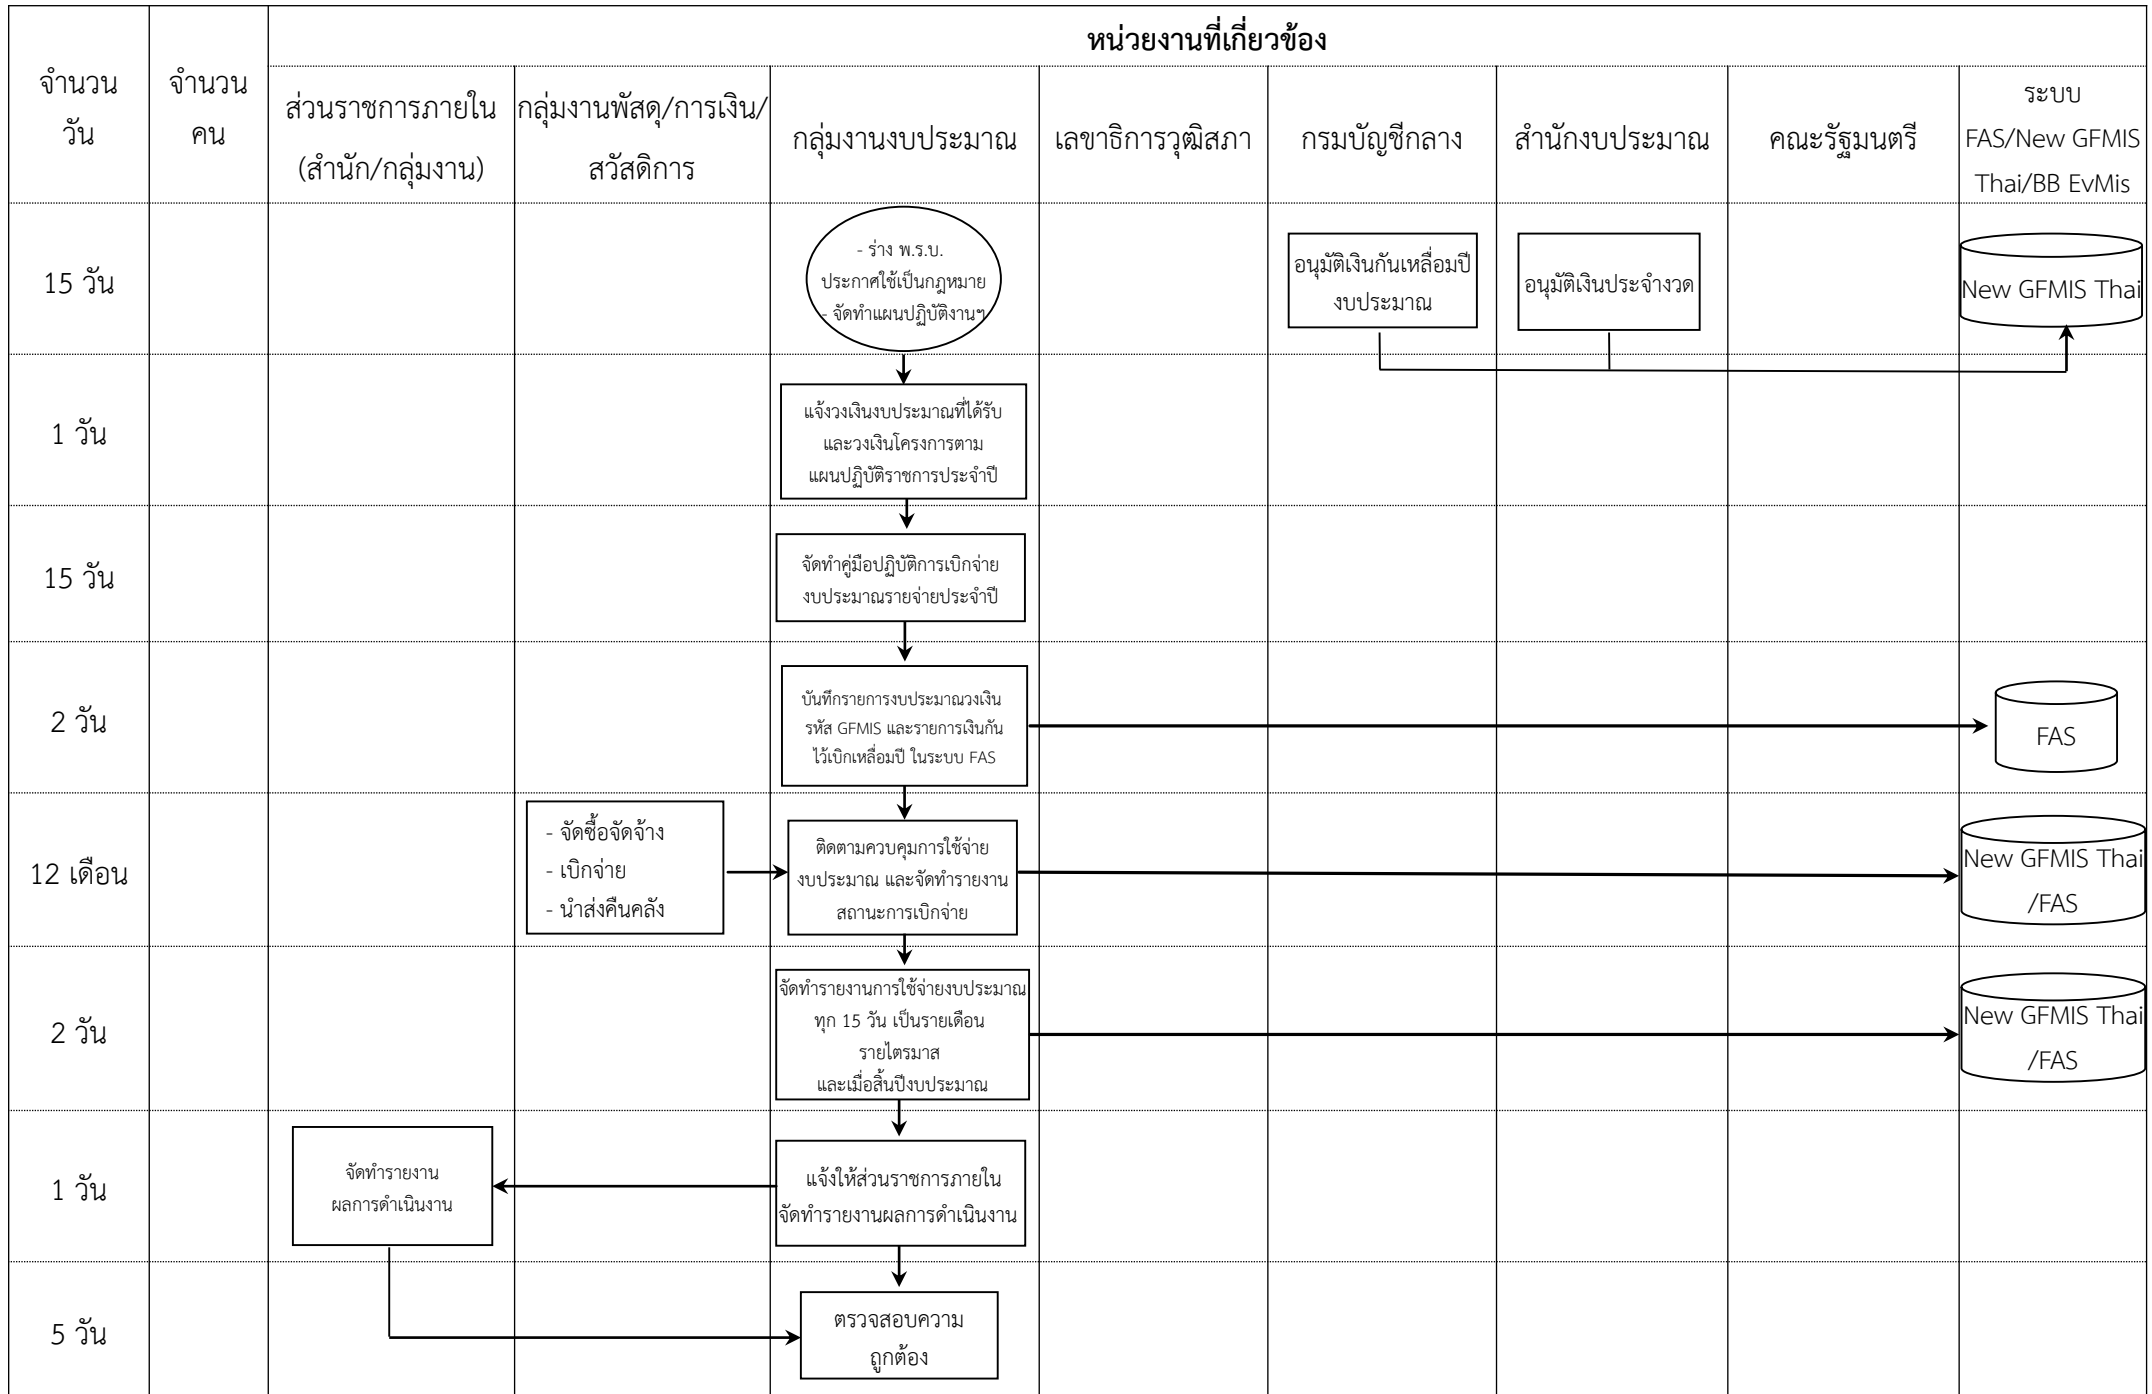 หน่วยงานที่เกี่ยวข้อง
จำนวน
วัน
จำนวน
คน
ส่วนราชการภายใน
(สำนัก/กลุ่มงาน)
กลุ่มงานพัสดุ/การเงิน/
สวัสดิการ
กลุ่มงานงบประมาณ
เลขาธิการวุฒิสภา
กรมบัญชีกลาง
สำนักงบประมาณ
คณะรัฐมนตรี
ระบบ
FAS/New GFMIS
Thai/BB EvMis
15 วัน
- ร่าง พ.ร.บ.
ประกาศใช้เป็นกฎหมาย
- จัดทำแผนปฏิบัติงานฯ
อนุมัติเงินกันเหลื่อมปี
งบประมาณ
อนุมัติเงินประจำงวด
New GFMIS Thai
1 วัน
แจ้งวงเงินงบประมาณที่ได้รับ
และวงเงินโครงการตาม
แผนปฏิบัติราชการประจำปี
15 วัน
จัดทำคู่มือปฏิบัติการเบิกจ่าย
งบประมาณรายจ่ายประจำปี
2 วัน
บันทึกรายการงบประมาณวงเงิน
รหัส GFMIS และรายการเงินกัน
ไว้เบิกเหลื่อมปี ในระบบ FAS
FAS
12 เดือน
- จัดซื้อจัดจ้าง
- เบิกจ่าย
- นำส่งคืนคลัง
ติดตามควบคุมการใช้จ่าย
งบประมาณ และจัดทำรายงาน
สถานะการเบิกจ่าย
New GFMIS Thai
/FAS
2 วัน
จัดทำรายงานการใช้จ่ายงบประมาณ
ทุก 15 วัน เป็นรายเดือน
รายไตรมาส
และเมื่อสิ้นปีงบประมาณ
New GFMIS Thai
/FAS
1 วัน
จัดทำรายงาน
ผลการดำเนินงาน
แจ้งให้ส่วนราชการภายใน
จัดทำรายงานผลการดำเนินงาน
5 วัน
ตรวจสอบความ
ถูกต้อง